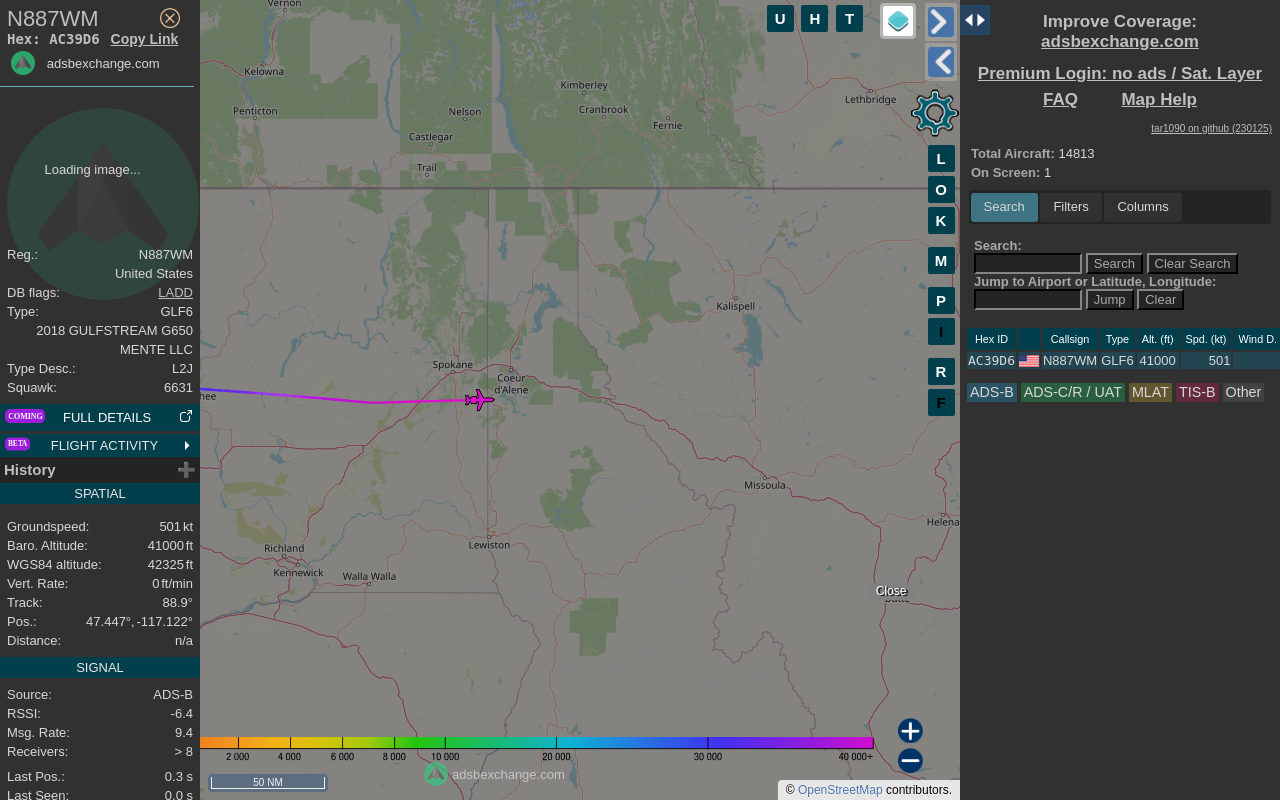 N887WM
Hex: AC39D6 Copy Link
adsbexchange.com
Loading image...
Reg.: N887WM
United States
DB flags: LADD
Type: GLF6
2018 GULFSTREAM G650
MENTE LLC
Type Desc.: L2J
Squawk: 6631
COMING FULL DETAILS
BETA FLIGHT ACTIVITY
History
SPATIAL
Groundspeed: 501 kt
Baro. Altitude: 41000 ft
WGS84 altitude: 42325 ft
Vert. Rate: 0 ft/min
Track: 88.9°
Pos.: 47.447°, -117.122°
Distance: n/a
SIGNAL
Source: ADS-B
RSSI: -6.4
Msg. Rate: 9.4
Receivers: > 8
Last Pos.: 0.3 s
Last Seen: 0.0 s
Vernon
Kelowna
Penticton
Kimberley
Nelson
Cranbrook
Lethbridge
Fernie
Castlegar
Trail
Kalispell
Spokane
Coeur
d'Alene
hee
Missoula
Helena
Lewiston
Richland
Kennewick
Walla Walla
Butte
Close
U H T
L
O
K
M
P
I
R
F
2 000 4 000 6 000 8 000 10 000 20 000 30 000 40 000+
50 NM
adsbexchange.com
© OpenStreetMap contributors.
Improve Coverage:
adsbexchange.com
Premium Login: no ads / Sat. Layer
FAQ Map Help
tar1090 on github (230125)
Total Aircraft: 14813
On Screen: 1
Search Filters Columns
Search:
Search Clear Search
Jump to Airport or Latitude, Longitude:
Jump Clear
Hex ID Callsign Type Alt. (ft) Spd. (kt) Wind D.
AC39D6 N887WM GLF6 41000 501
ADS-B ADS-C/R / UAT MLAT TIS-B Other